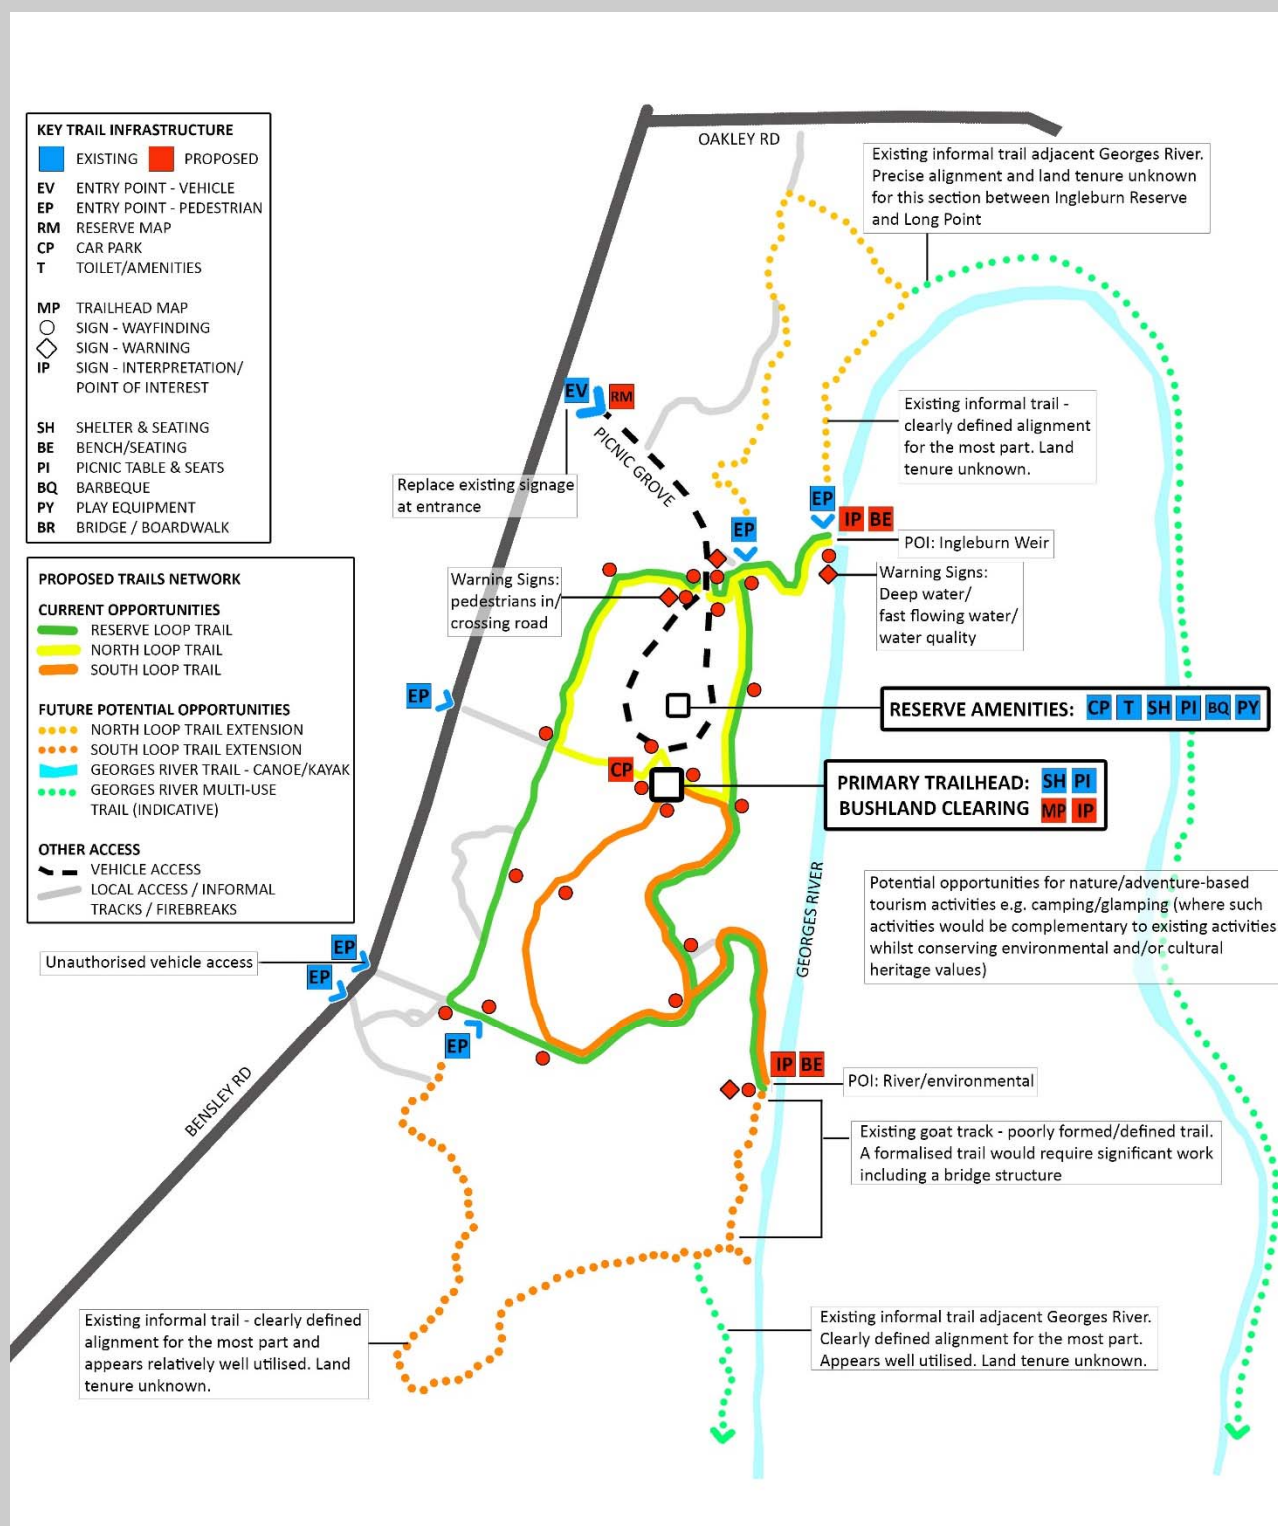 KEY TRAIL INFRASTRUCTURE
EXISTING PROPOSED
EV ENTRY POINT - VEHICLE
EP ENTRY POINT - PEDESTRIAN
RM RESERVE MAP
CP CAR PARK
T TOILET/AMENITIES
MP TRAILHEAD MAP
SIGN - WAYFINDING
SIGN - WARNING
IP SIGN - INTERPRETATION/
POINT OF INTEREST
SH SHELTER & SEATING
BE BENCH/SEATING
PI PICNIC TABLE & SEATS
BQ BARBEQUE
PY PLAY EQUIPMENT
BR BRIDGE / BOARDWALK
PROPOSED TRAILS NETWORK
CURRENT OPPORTUNITIES
RESERVE LOOP TRAIL
NORTH LOOP TRAIL
SOUTH LOOP TRAIL
FUTURE POTENTIAL OPPORTUNITIES
NORTH LOOP TRAIL EXTENSION
SOUTH LOOP TRAIL EXTENSION
GEORGES RIVER TRAIL - CANOE/KAYAK
GEORGES RIVER MULTI-USE
TRAIL (INDICATIVE)
OTHER ACCESS
VEHICLE ACCESS
LOCAL ACCESS / INFORMAL
TRACKS / FIREBREAKS
OAKLEY RD
Existing informal trail adjacent Georges River.
Precise alignment and land tenure unknown
for this section between Ingleburn Reserve
and Long Point
EV
RM
PICNIC GROVE
Replace existing signage
at entrance
Existing informal trail -
clearly defined alignment
for the most part. Land
tenure unknown.
EP
IP BE
EP
POI: Ingleburn Weir
Warning Signs:
pedestrians in/
crossing road
Warning Signs:
Deep water/
fast flowing water/
water quality
EP
RESERVE AMENITIES: CP T SH PI BQ PY
CP
PRIMARY TRAILHEAD: SH PI
BUSHLAND CLEARING MP IP
GEORGES RIVER
Potential opportunities for nature/adventure-based
tourism activities e.g. camping/glamping (where such
activities would be complementary to existing activities
whilst conserving environmental and/or cultural
heritage values)
EP
Unauthorised vehicle access
EP
EP
IP BE
POI: River/environmental
BENSLEY RD
Existing goat track - poorly formed/defined trail.
A formalised trail would require significant work
including a bridge structure
Existing informal trail - clearly defined
alignment for the most part and
appears relatively well utilised. Land
tenure unknown.
Existing informal trail adjacent Georges River.
Clearly defined alignment for the most part.
Appears well utilised. Land tenure unknown.